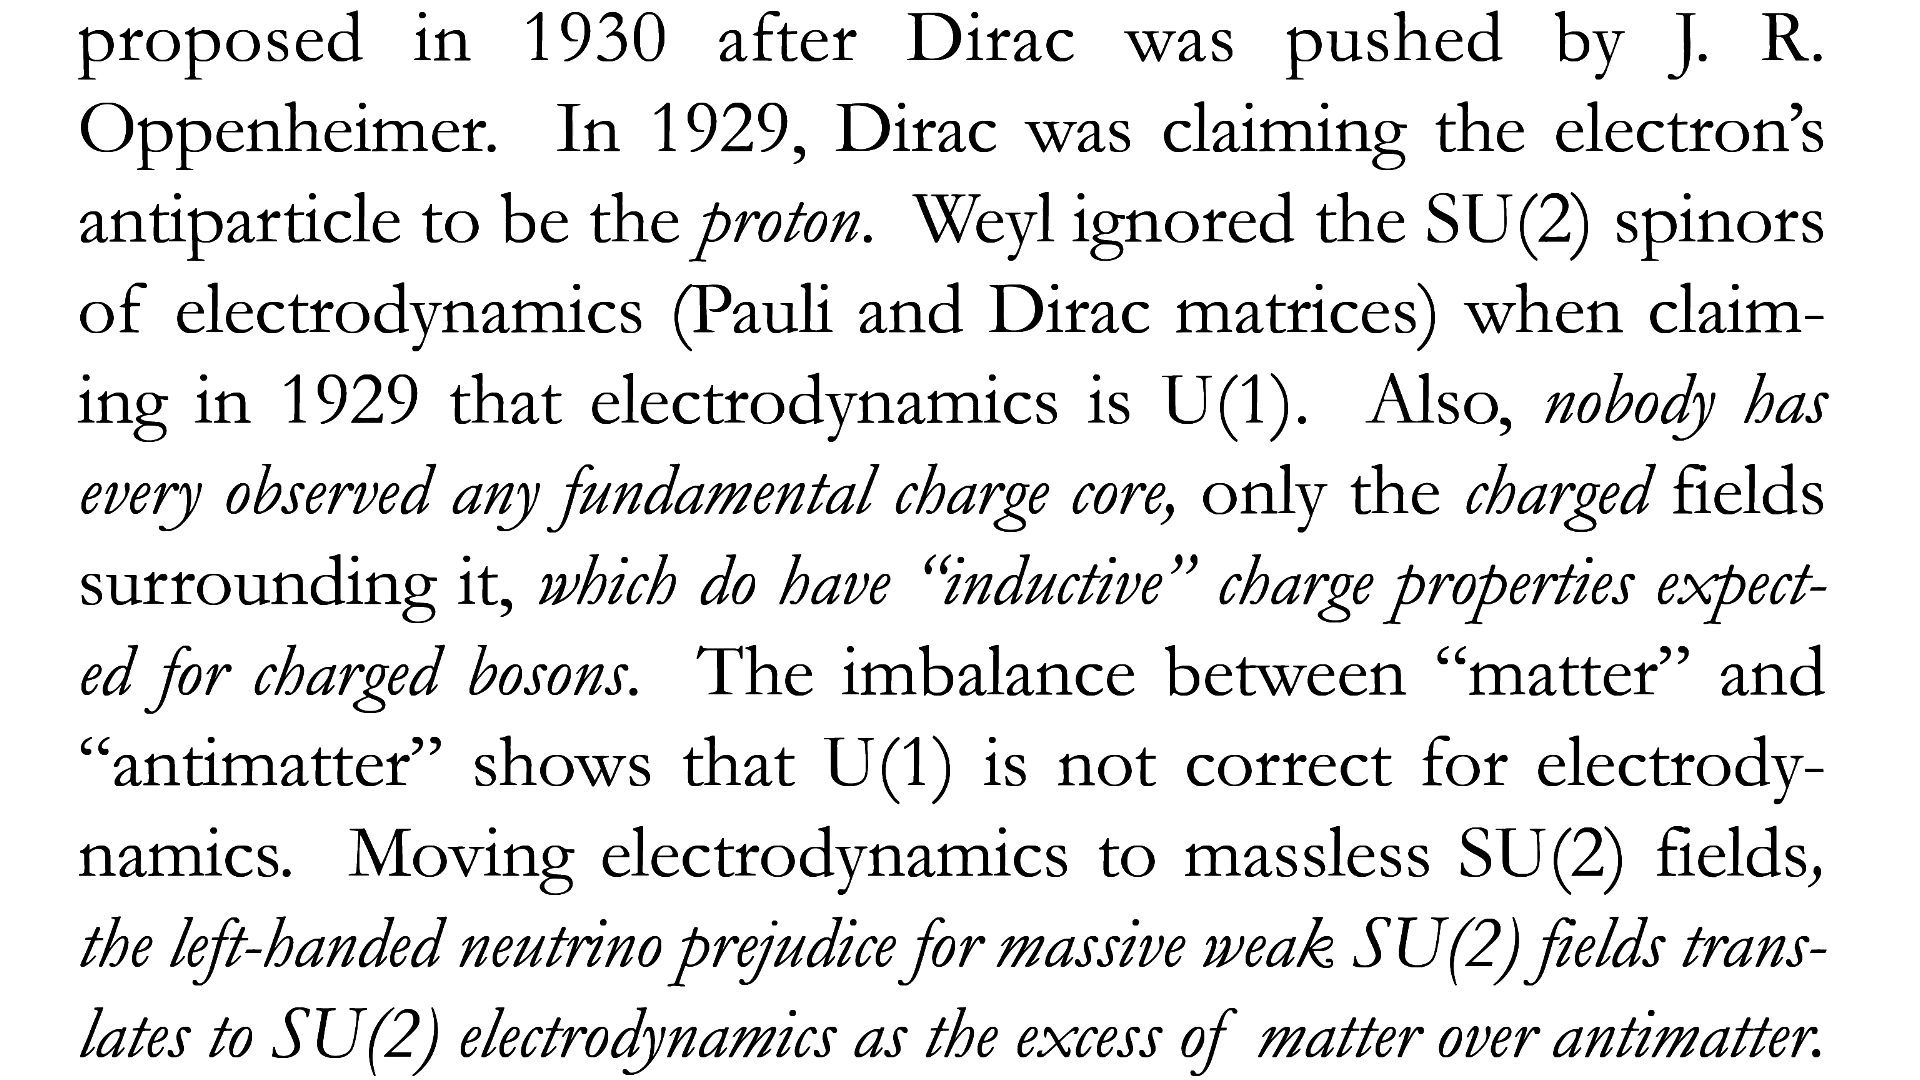 proposed in 1930 after Dirac was pushed by J. R.
Oppenheimer. In 1929, Dirac was claiming the electron’s
antiparticle to be the proton. Weyl ignored the SU(2) spinors
of electrodynamics (Pauli and Dirac matrices) when claim-
ing in 1929 that electrodynamics is U(1). Also, nobody has
every observed any fundamental charge core, only the charged fields
surrounding it, which do have “inductive” charge properties expect-
ed for charged bosons. The imbalance between “matter” and
“antimatter” shows that U(1) is not correct for electrody-
namics. Moving electrodynamics to massless SU(2) fields,
the left-handed neutrino prejudice for massive weak SU(2) fields trans-
lates to SU(2) electrodynamics as the excess of matter over antimatter.